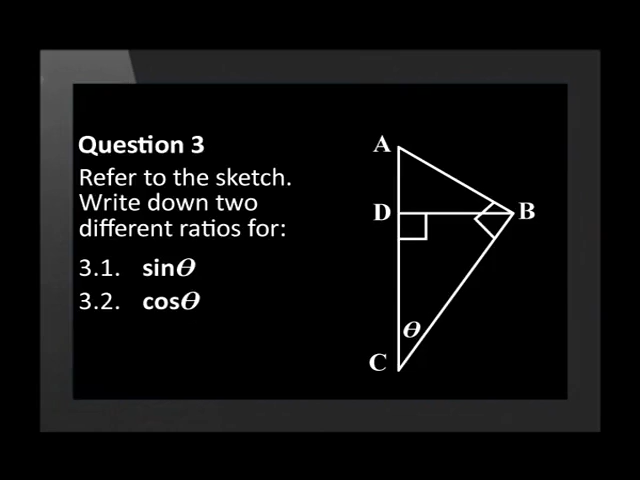 Question 3
Refer to the sketch.
Write down two
different ratios for:
3.1. sinθ
3.2. cosθ
A
D
B
θ
C